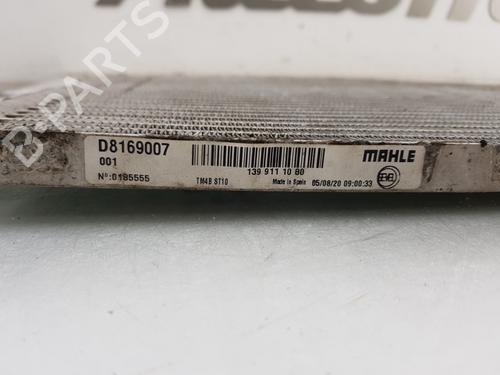 B-PARTS
D8169007
001
Nº:0185555
139 911 10 80
TM4B ST10
Made in Spain
05/08/20 09:00:33
MAHLE